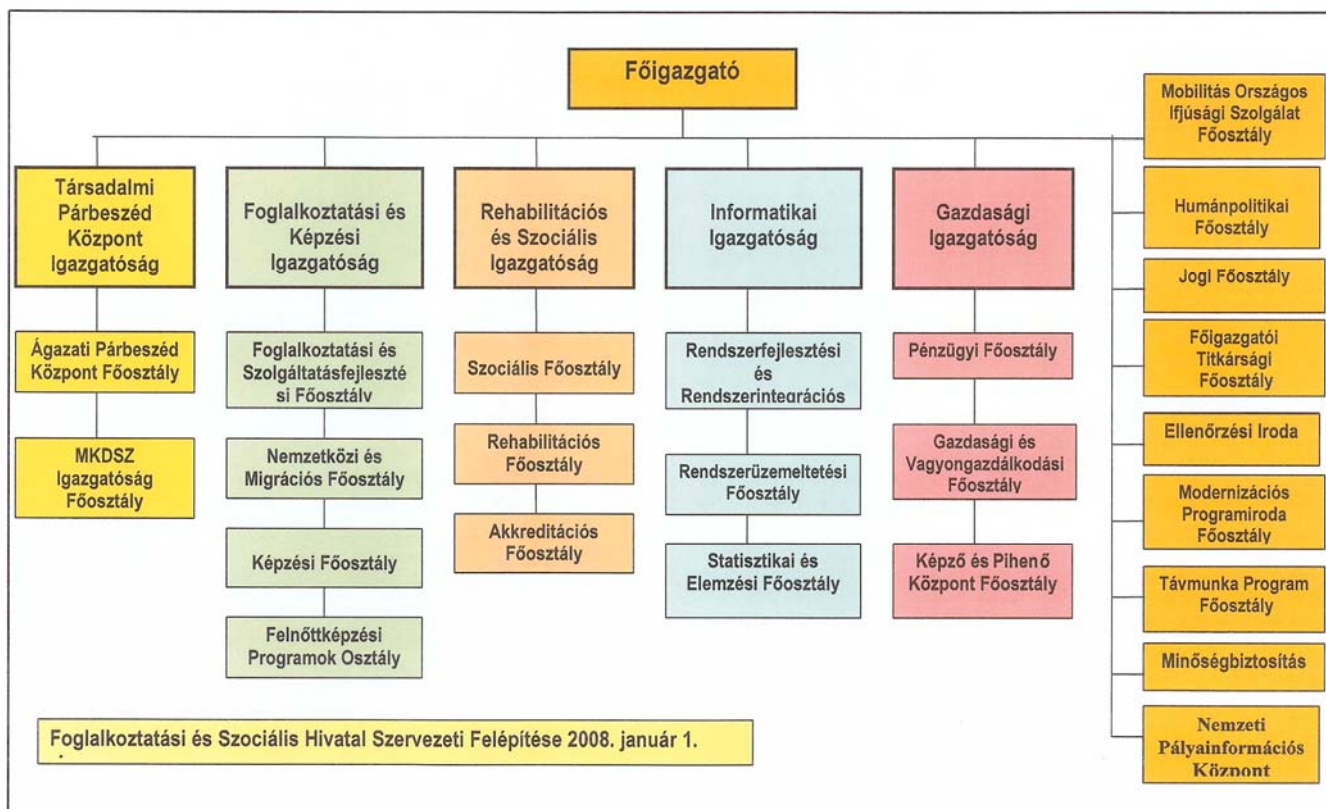 Főigazgató
Társadalmi
Párbeszéd
Központ
Igazgatóság
Ágazati Párbeszéd
Központ Főosztály
MKDSZ
Igazgatóság
Főosztály
Foglalkoztatási és
Képzési
Igazgatóság
Foglalkoztatási és
Szolgáltatásfejleszté
si Főosztály
Nemzetközi és
Migrációs Főosztály
Képzési Főosztály
Felnőttképzési
Programok Osztály
Rehabilitációs
és Szociális
Igazgatóság
Szociális Főosztály
Rehabilitációs
Főosztály
Akkreditációs
Főosztály
Informatikai
Igazgatóság
Rendszerfejlesztési
és
Rendszerintegrációs
Rendszerüzemeltetési
Főosztály
Statisztikai és
Elemzési Főosztály
Gazdasági
Igazgatóság
Pénzügyi Főosztály
Gazdasági és
Vagyongazdálkodási
Főosztály
Képző és Pihenő
Központ Főosztály
Mobilitás Országos
Ifjúsági Szolgálat
Főosztály
Humánpolitikai
Főosztály
Jogi Főosztály
Főigazgatói
Titkársági
Főosztály
Ellenőrzési Iroda
Modernizációs
Programiroda
Főosztály
Távmunka Program
Főosztály
Minőségbiztosítás
Nemzeti
Pályainformációs
Központ
Foglalkoztatási és Szociális Hivatal Szervezeti Felépítése 2008. január 1.